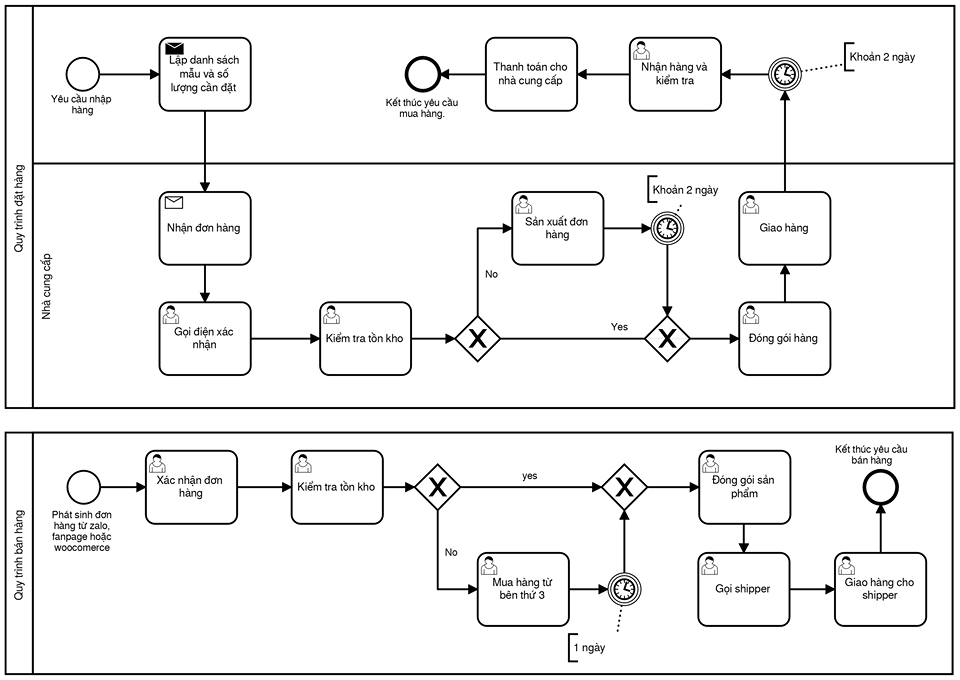 Quy trình đặt hàng
Yêu cầu nhập
hàng
Lập danh sách
mẫu và số
lượng cần đặt
Kết thúc yêu cầu
mua hàng.
Thanh toán cho
nhà cung cấp
Nhận hàng và
kiểm tra
Khoản 2 ngày
Nhà cung cấp
Nhận đơn hàng
Gọi điện xác
nhận
Kiểm tra tồn kho
No
Sản xuất đơn
hàng
Khoản 2 ngày
Yes
Giao hàng
Đóng gói hàng
Quy trình bán hàng
Phát sinh đơn
hàng từ zalo,
fanpage hoặc
woocomerce
Xác nhận đơn
hàng
Kiểm tra tồn kho
yes
No
Mua hàng từ
bên thứ 3
1 ngày
Đóng gói sản
phẩm
Gọi shipper
Giao hàng cho
shipper
Kết thúc yêu cầu
bán hàng